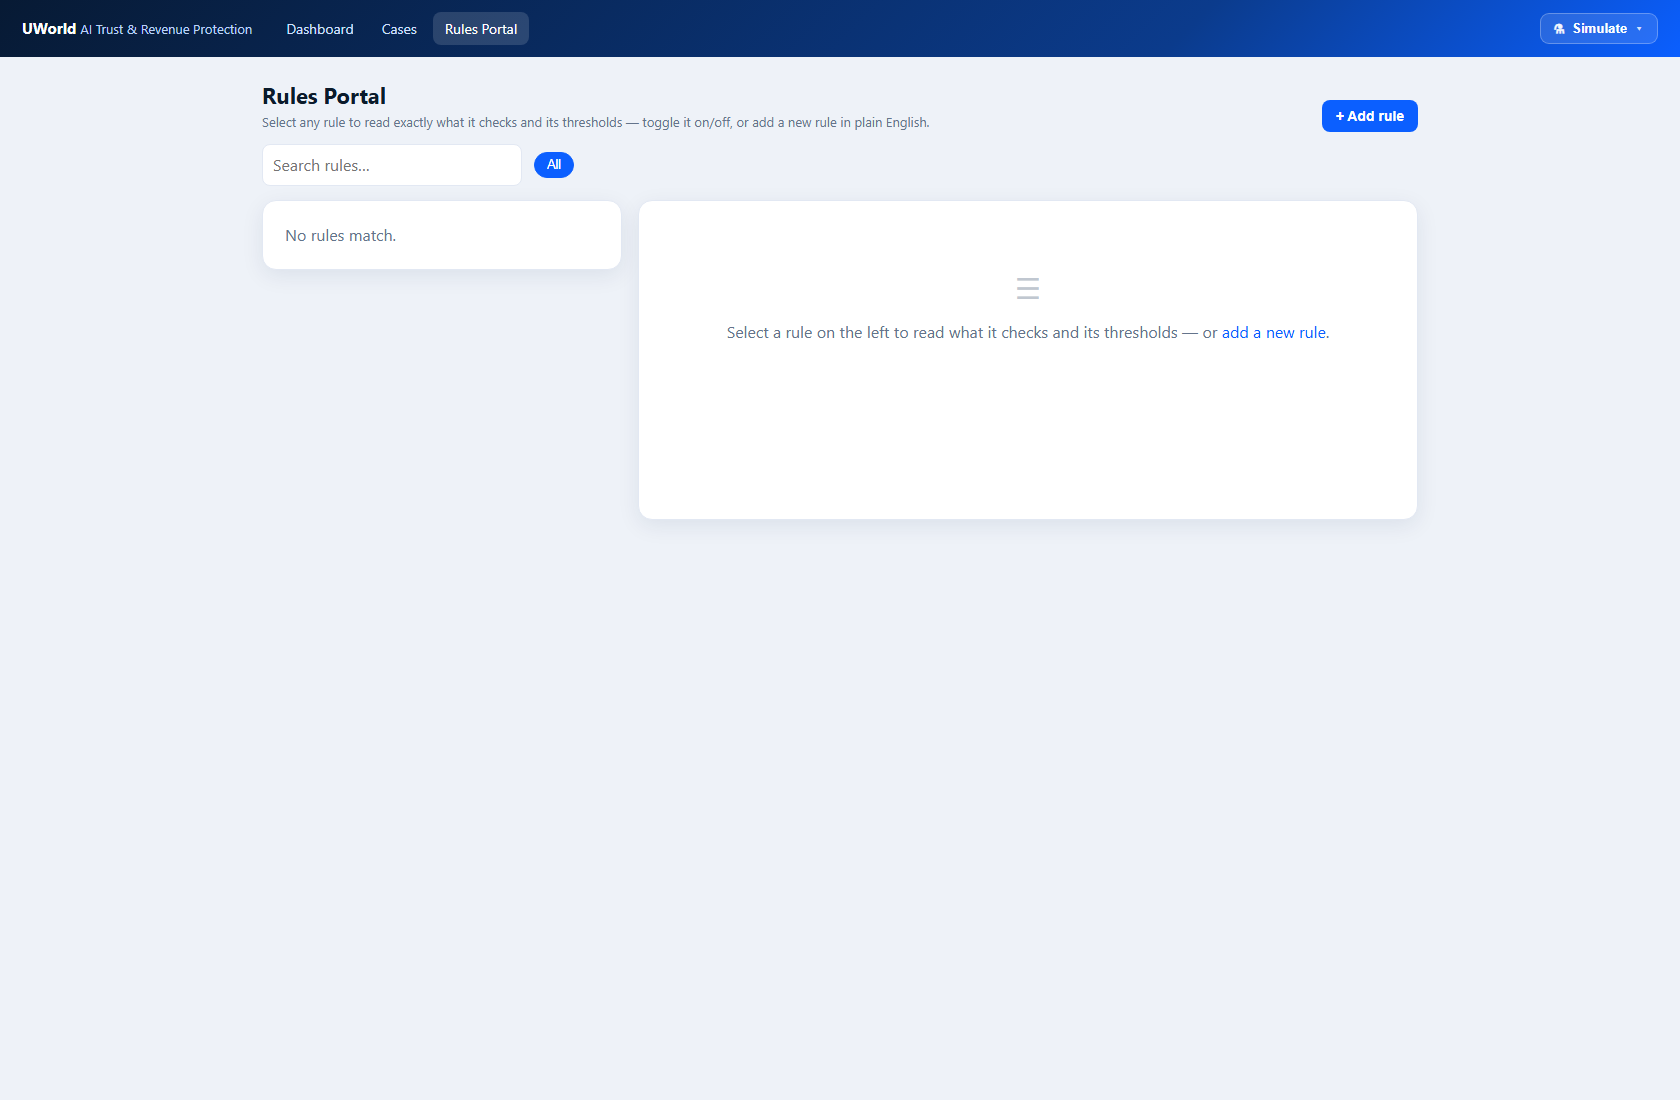 UWorld AI Trust & Revenue Protection Dashboard Cases Rules Portal Simulate
Rules Portal
Select any rule to read exactly what it checks and its thresholds — toggle it on/off, or add a new rule in plain English.
+ Add rule
Search rules... All
No rules match.
Select a rule on the left to read what it checks and its thresholds — or add a new rule.